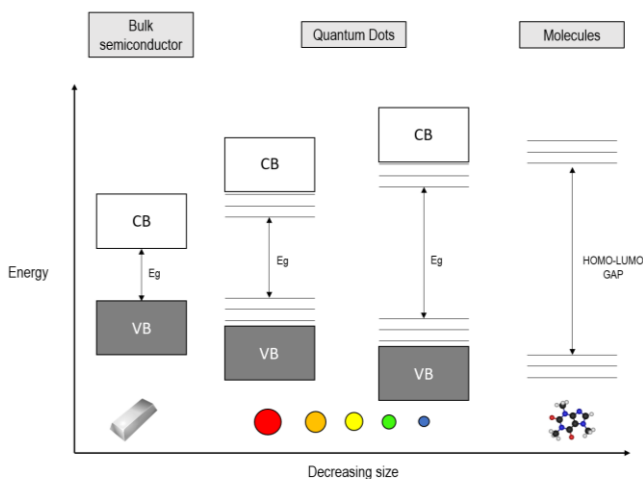 Bulk
semiconductor
Quantum Dots
Molecules
CB
CB
CB
Eg
Eg
Eg
HOMO-LUMO
GAP
Energy
VB
VB
VB
Decreasing size